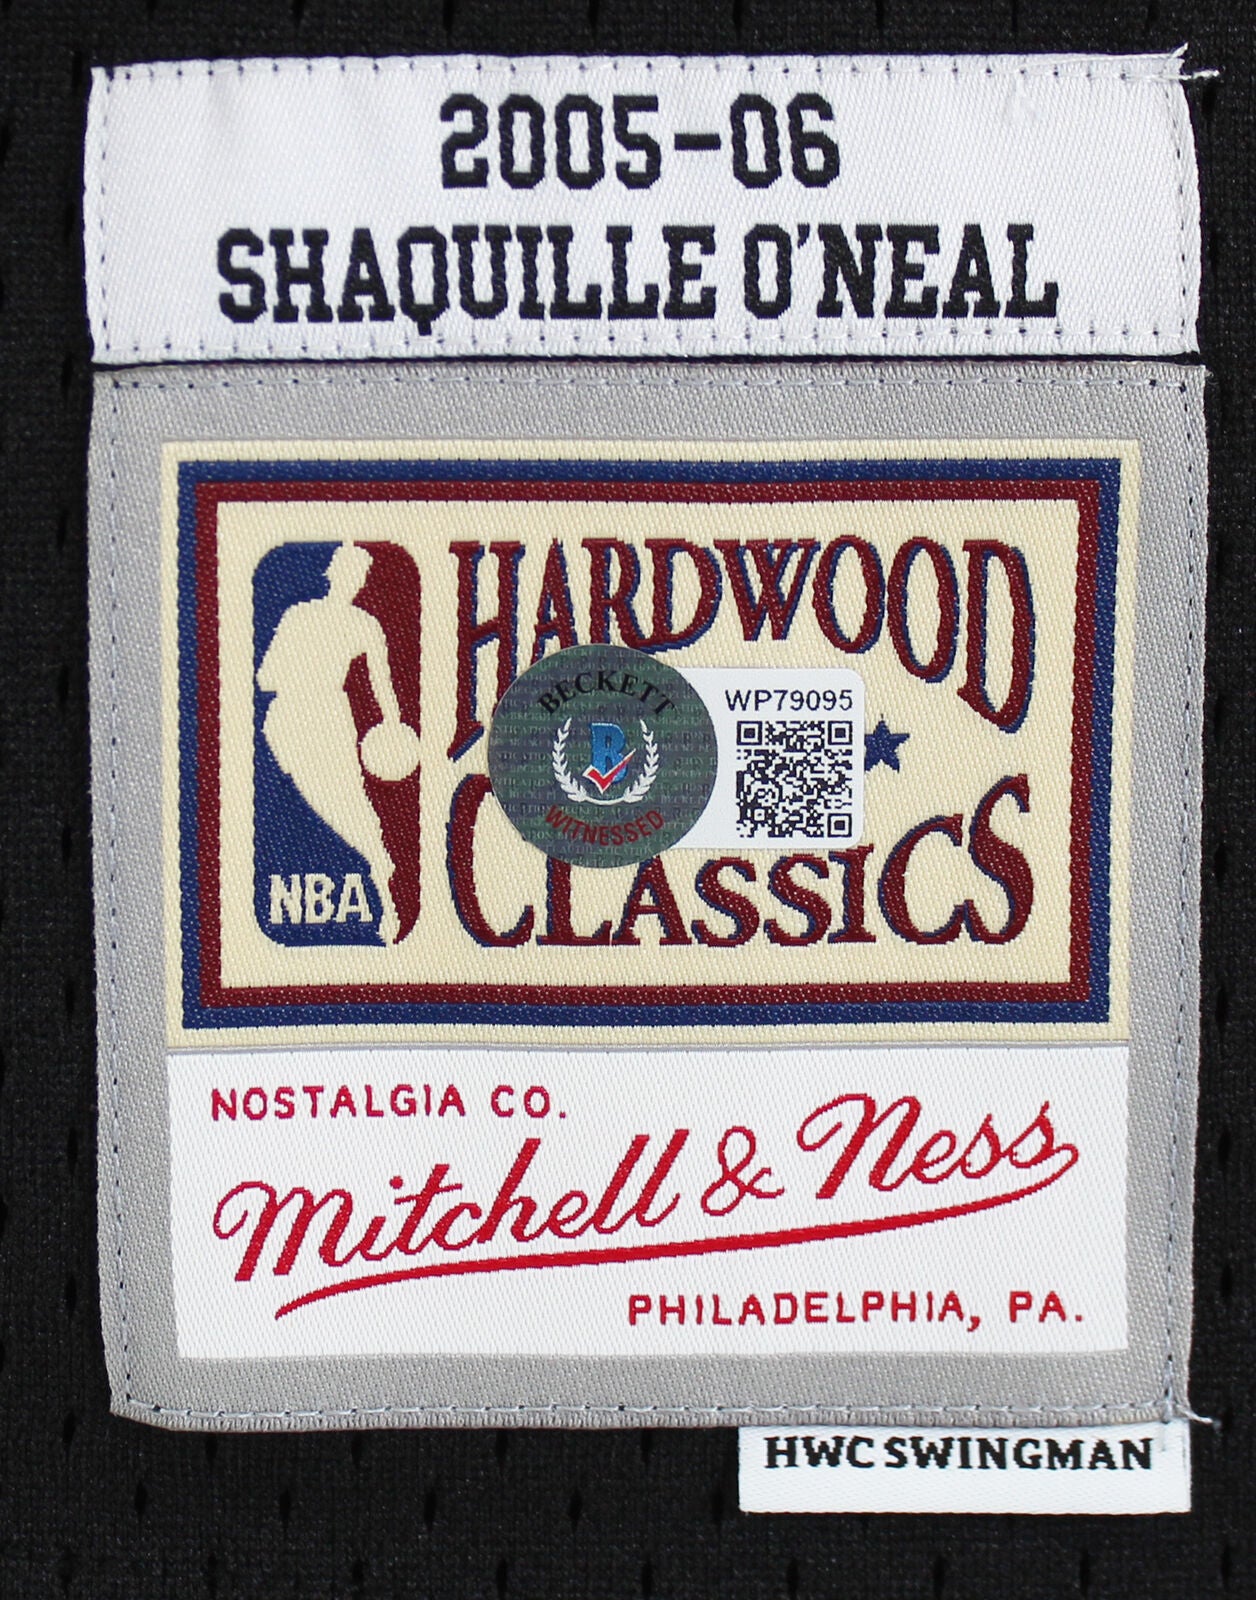 2005-06
SHAQUILLE O'NEAL
HARDWOOD
CLASSICS
NBA
BECKETT
B
WITNESSED
WP79095
NOSTALGIA CO.
Mitchell & Ness
PHILADELPHIA, PA.
HWC SWINGMAN